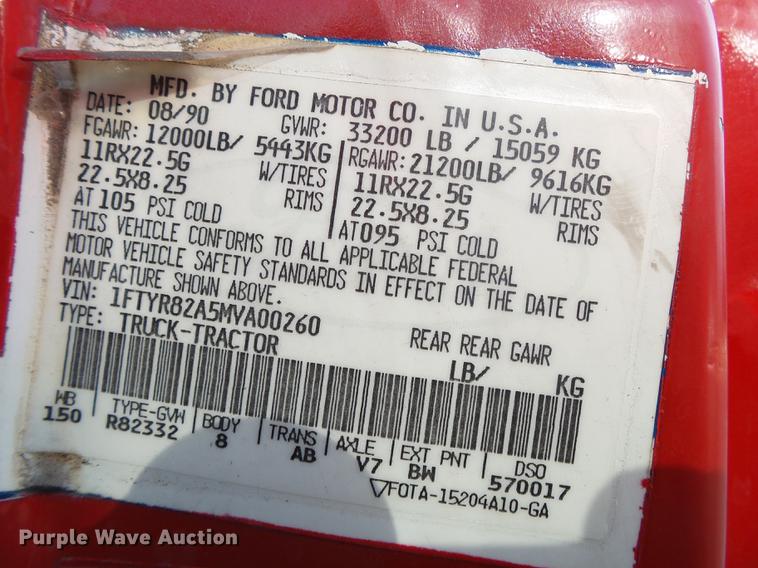 MFD. BY FORD MOTOR CO. IN U.S.A.
DATE: 08/90 GVWR: 33200 LB / 15059 KG
FGAWR: 12000LB/ 5443KG RGAWR: 21200LB/ 9616KG
11RX22.5G W/TIRES 11RX22.5G W/TIRES
22.5X8.25 RIMS 22.5X8.25 RIMS
AT 105 PSI COLD AT 095 PSI COLD
THIS VEHICLE CONFORMS TO ALL APPLICABLE FEDERAL
MOTOR VEHICLE SAFETY STANDARDS IN EFFECT ON THE DATE OF
MANUFACTURE SHOWN ABOVE.
VIN: 1FTYR82A5MVA00260
TYPE: TRUCK-TRACTOR REAR REAR GAWR
LB/ KG
WB TYPE-GVW BODY TRANS AXLE EXT PNT DSO
150 R82332 8 AB V7 BW 570017
▽FOTA-15204A10-GA
Purple Wave Auction